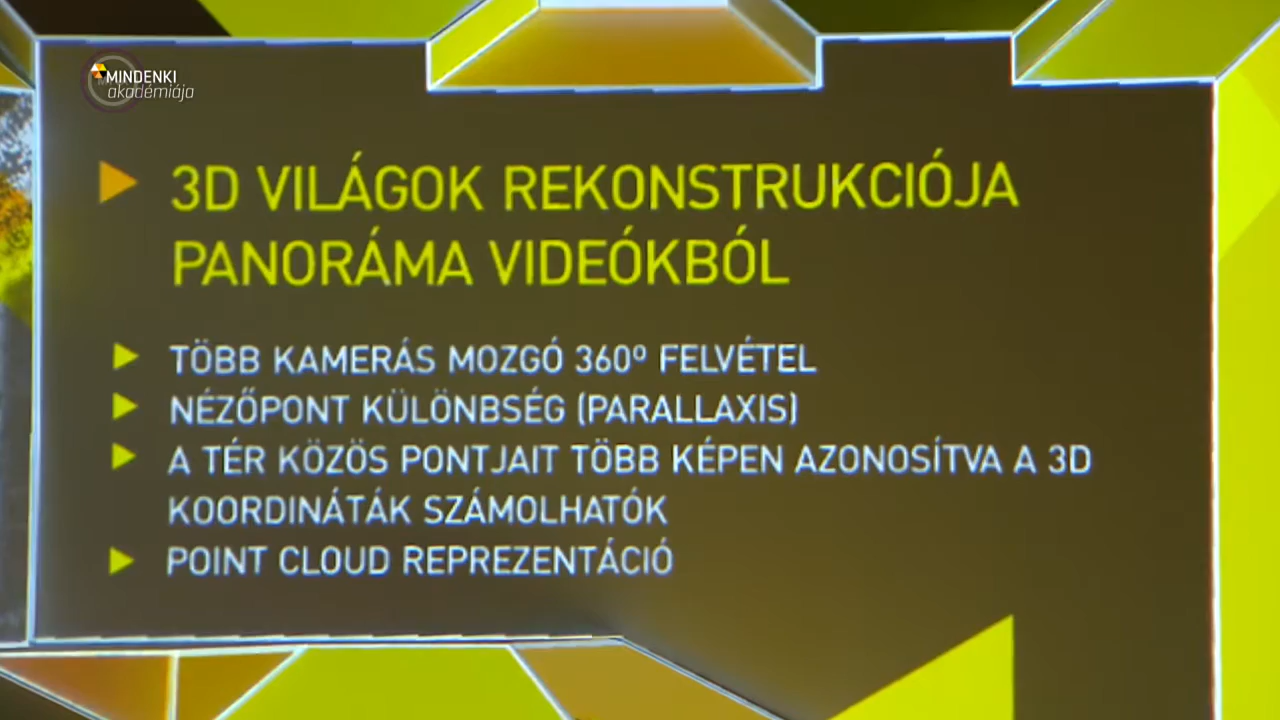 MINDENKI
akadémiája
3D VILÁGOK REKONSTRUKCIÓJA
PANORÁMA VIDEÓKBÓL
TÖBB KAMERÁS MOZGÓ 360º FELVÉTEL
NÉZŐPONT KÜLÖNBSÉG (PARALLAXIS)
A TÉR KÖZÖS PONTJAIT TÖBB KÉPEN AZONOSÍTVA A 3D
KOORDINÁTÁK SZÁMOLHATÓK
POINT CLOUD REPREZENTÁCIÓ